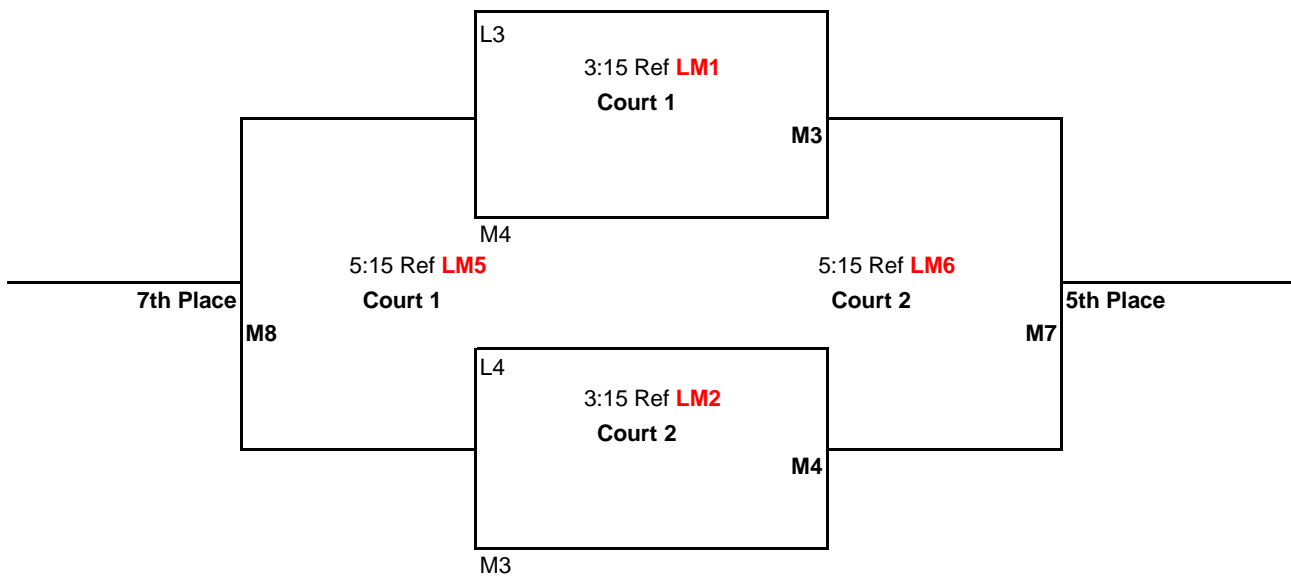 L3
3:15 Ref LM1
Court 1
M3
M4
5:15 Ref LM5
5:15 Ref LM6
7th Place
Court 1
Court 2
5th Place
M8
M7
L4
3:15 Ref LM2
Court 2
M4
M3